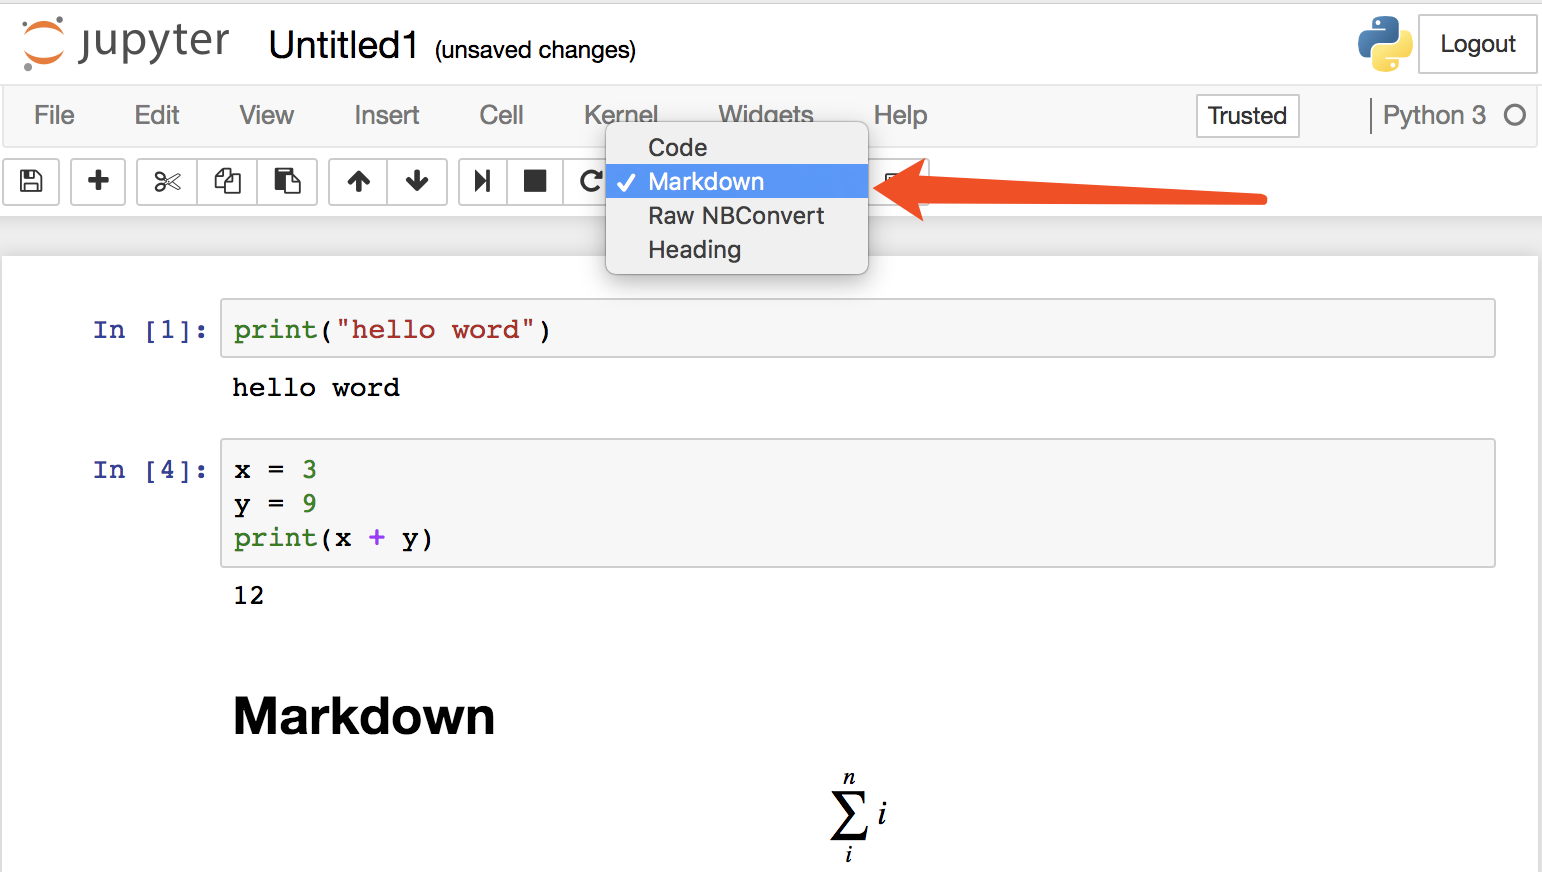 jupyter Untitled1 (unsaved changes) Logout
File Edit View Insert Cell Kernel Widgets Help Trusted Python 3
Code
Markdown
Raw NBConvert
Heading
In [1]: print("hello word")
hello word
In [4]: x = 3
y = 9
print(x + y)
12
Markdown
n
∑ i
i